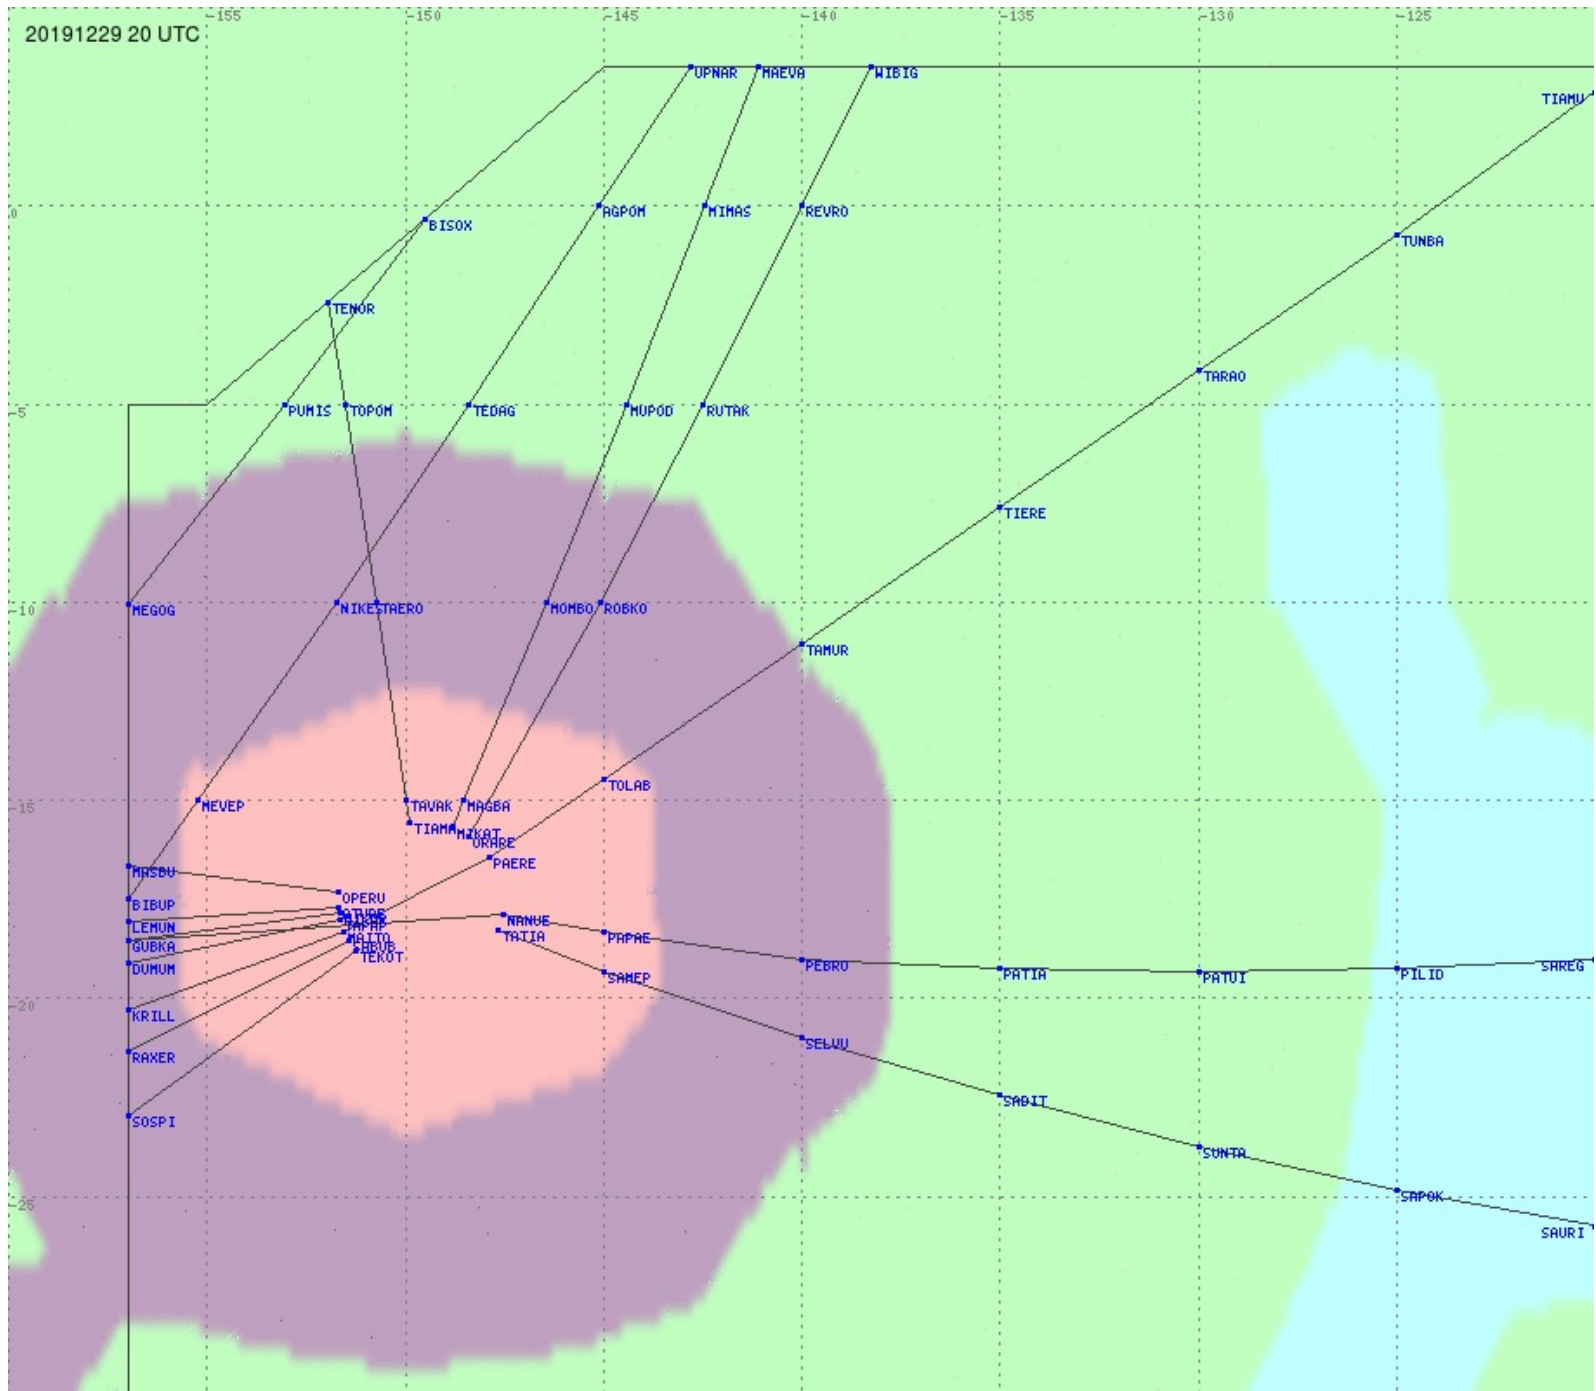 -155 -150 -145 -140 -135 -130 -125
20191229 20 UTC
UPNAR MAEVA WIBIG
TIAMU
0 AGPOM MIMAS REVRO
BISOX
TUNBA
TENOR
TARAO
-5 PUMIS TOPOM TEDAG MUPOD RUTAK
TIERE
-10 MEGOG NIKES TAERO MOMBO ROBKO
TAMUR
TOLAB
-15 MEVEP TAVAK MAGBA
TIAMA MIKAT
ORARE
PAERE
MASBU
OPERU
BIBUP
NANUE
LEMUN
TATIA PAPAE
MAITO
GUBKA
TEKOT
PEBRO SAREG
DUMUM PATIA PATUI PILID
SAMEP
-20
KRILL
SELVU
RAXER
SADIT
SOSPI
SUNTA
-25 SAPOK
SAURI